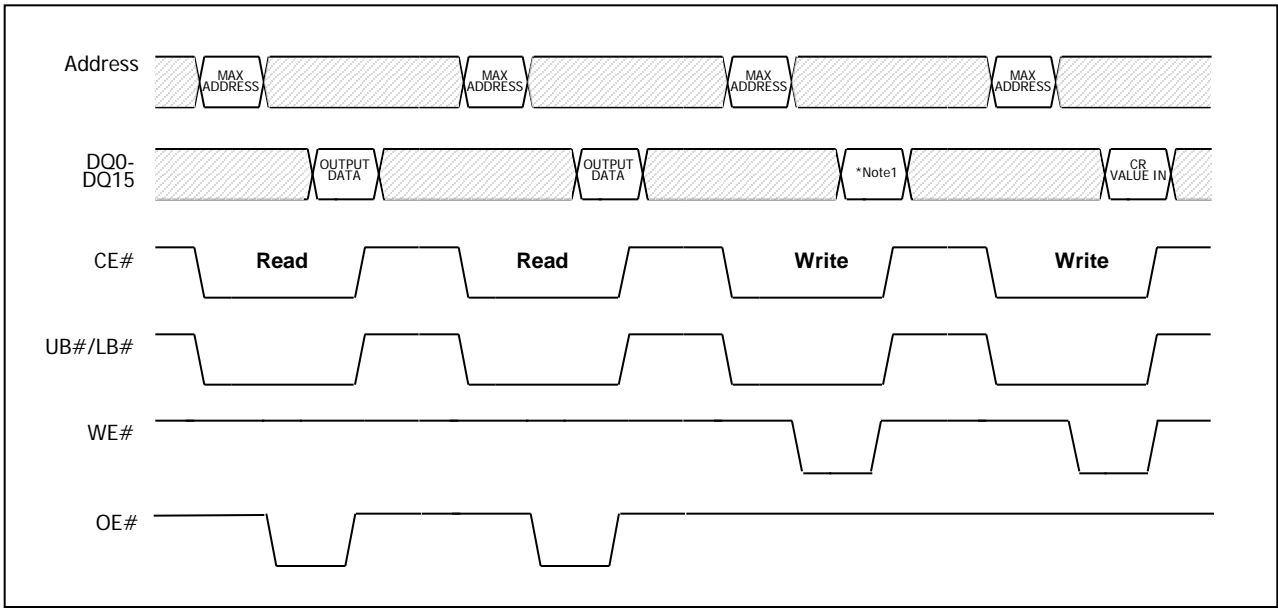 Address
MAX
ADDRESS
MAX
ADDRESS
MAX
ADDRESS
MAX
ADDRESS
DQ0-
DQ15
OUTPUT
DATA
OUTPUT
DATA
*Note1
CR
VALUE IN
CE#
Read
Read
Write
Write
UB#/LB#
WE#
OE#